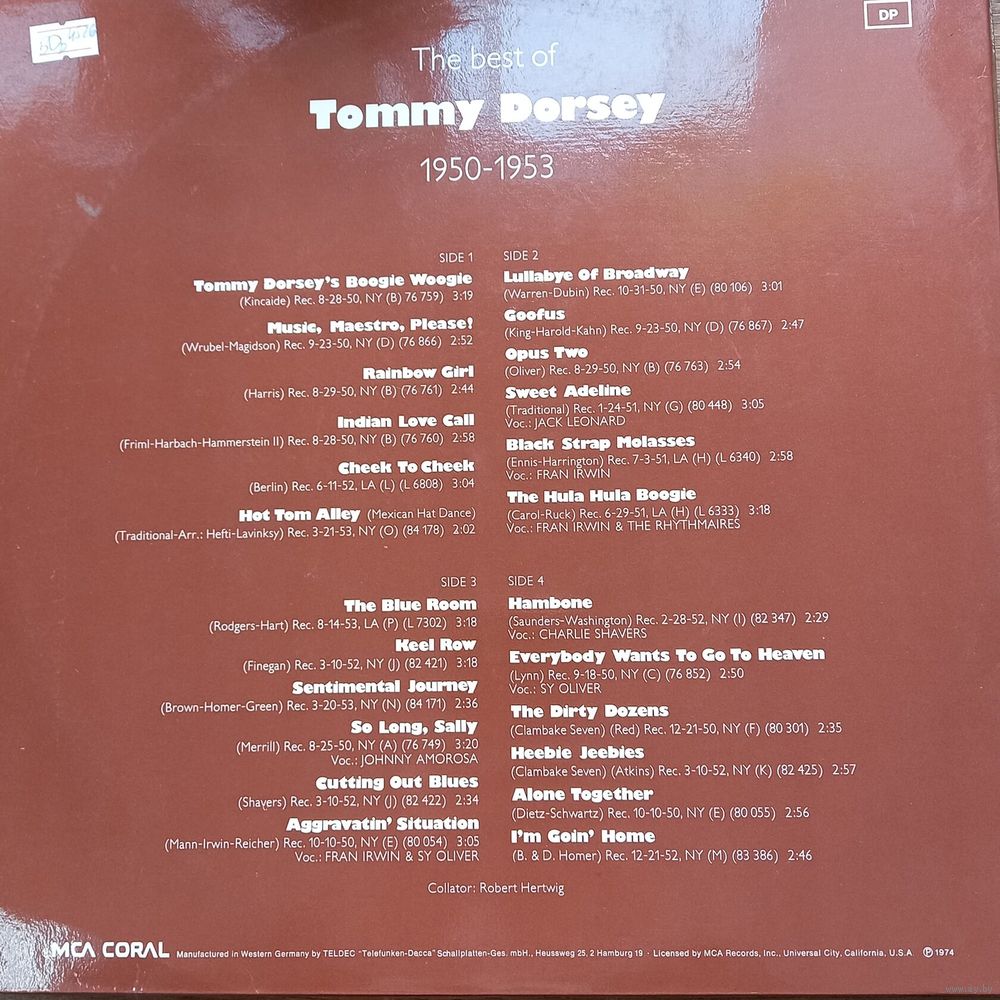 DP
The best of
Tommy Dorsey
1950-1953
SIDE 1
Tommy Dorsey's Boogie Woogie
(Kincaide) Rec. 8-28-50, NY (B) 76 759) 3:19
Music, Maestro, Please!
(Wrubel-Magidson) Rec. 9-23-50, NY (D) (76 866) 2:52
Rainbow Girl
(Harris) Rec. 8-29-50, NY (B) (76 761) 2:44
Indian Love Call
(Friml-Harbach-Hammerstein II) Rec. 8-28-50, NY (B) (76 760) 2:58
Cheek To Cheek
(Berlin) Rec. 6-11-52, LA (L) (L 6808) 3:04
Hot Tom Alley (Mexican Hat Dance)
(Traditional-Arr.: Hefti-Lavinksy) Rec. 3-21-53, NY (O) (84 178) 2:02
SIDE 2
Lullabye Of Broadway
(Warren-Dubin) Rec. 10-31-50, NY (E) (80 106) 3:01
Goofus
(King-Harold-Kahn) Rec. 9-23-50, NY (D) (76 867) 2:47
Opus Two
(Oliver) Rec. 8-29-50, NY (B) (76 763) 2:54
Sweet Adeline
(Traditional) Rec. 1-24-51, NY (G) (80 448) 3:05
Voc.: JACK LEONARD
Black Strap Molasses
(Ennis-Harrington) Rec. 7-3-51, LA (H) (L 6340) 2:58
Voc.: FRAN IRWIN
The Hula Hula Boogie
(Carol-Ruck) Rec. 6-29-51, LA (H) (L 6333) 3:18
Voc.: FRAN IRWIN & THE RHYTHMAIRES
SIDE 3
The Blue Room
(Rodgers-Hart) Rec. 8-14-53, LA (P) (L 7302) 3:18
Keel Row
(Finegan) Rec. 3-10-52, NY (J) (82 421) 3:18
Sentimental Journey
(Brown-Homer-Green) Rec. 3-20-53, NY (N) (84 171) 2:36
So Long, Sally
(Merrill) Rec. 8-25-50, NY (A) (76 749) 3:20
Voc.: JOHNNY AMOROSA
Cutting Out Blues
(Shavers) Rec. 3-10-52, NY (J) (82 422) 2:34
Aggravatin' Situation
(Mann-Irwin-Reicher) Rec. 10-10-50, NY (E) (80 054) 3:05
Voc.: FRAN IRWIN & SY OLIVER
SIDE 4
Hambone
(Saunders-Washington) Rec. 2-28-52, NY (I) (82 347) 2:29
Voc.: CHARLIE SHAVERS
Everybody Wants To Go To Heaven
(Lynn) Rec. 9-18-50, NY (C) (76 852) 2:50
Voc.: SY OLIVER
The Dirty Dozens
(Clambake Seven) (Red) Rec. 12-21-50, NY (F) (80 301) 2:35
Heebie Jeebies
(Clambake Seven) (Atkins) Rec. 3-10-52, NY (K) (82 425) 2:57
Alone Together
(Dietz-Schwartz) Rec. 10-10-50, NY (E) (80 055) 2:56
I'm Goin' Home
(B. & D. Homer) Rec. 12-21-52, NY (M) (83 386) 2:46
Collator: Robert Hertwig
MCA CORAL Manufactured in Western Germany by TELDEC "Telefunken-Decca" Schallplatten-Ges. mbH., Heussweg 25, 2 Hamburg 19 · Licensed by MCA Records, Inc., Universal City, California, U.S.A. ℗ 1974
www.ay.by